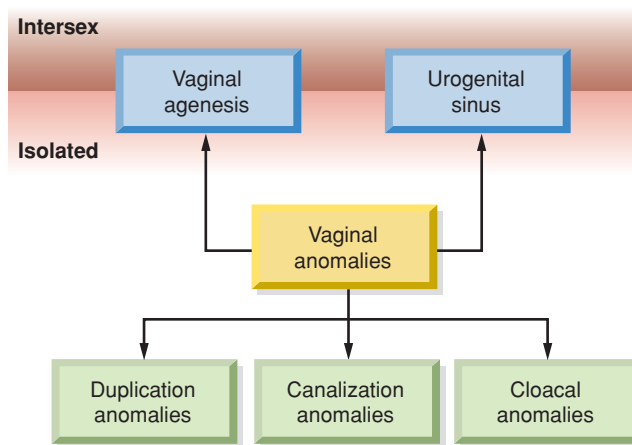 Intersex
Vaginal
agenesis
Urogenital
sinus
Isolated
Vaginal
anomalies
Duplication
anomalies
Canalization
anomalies
Cloacal
anomalies